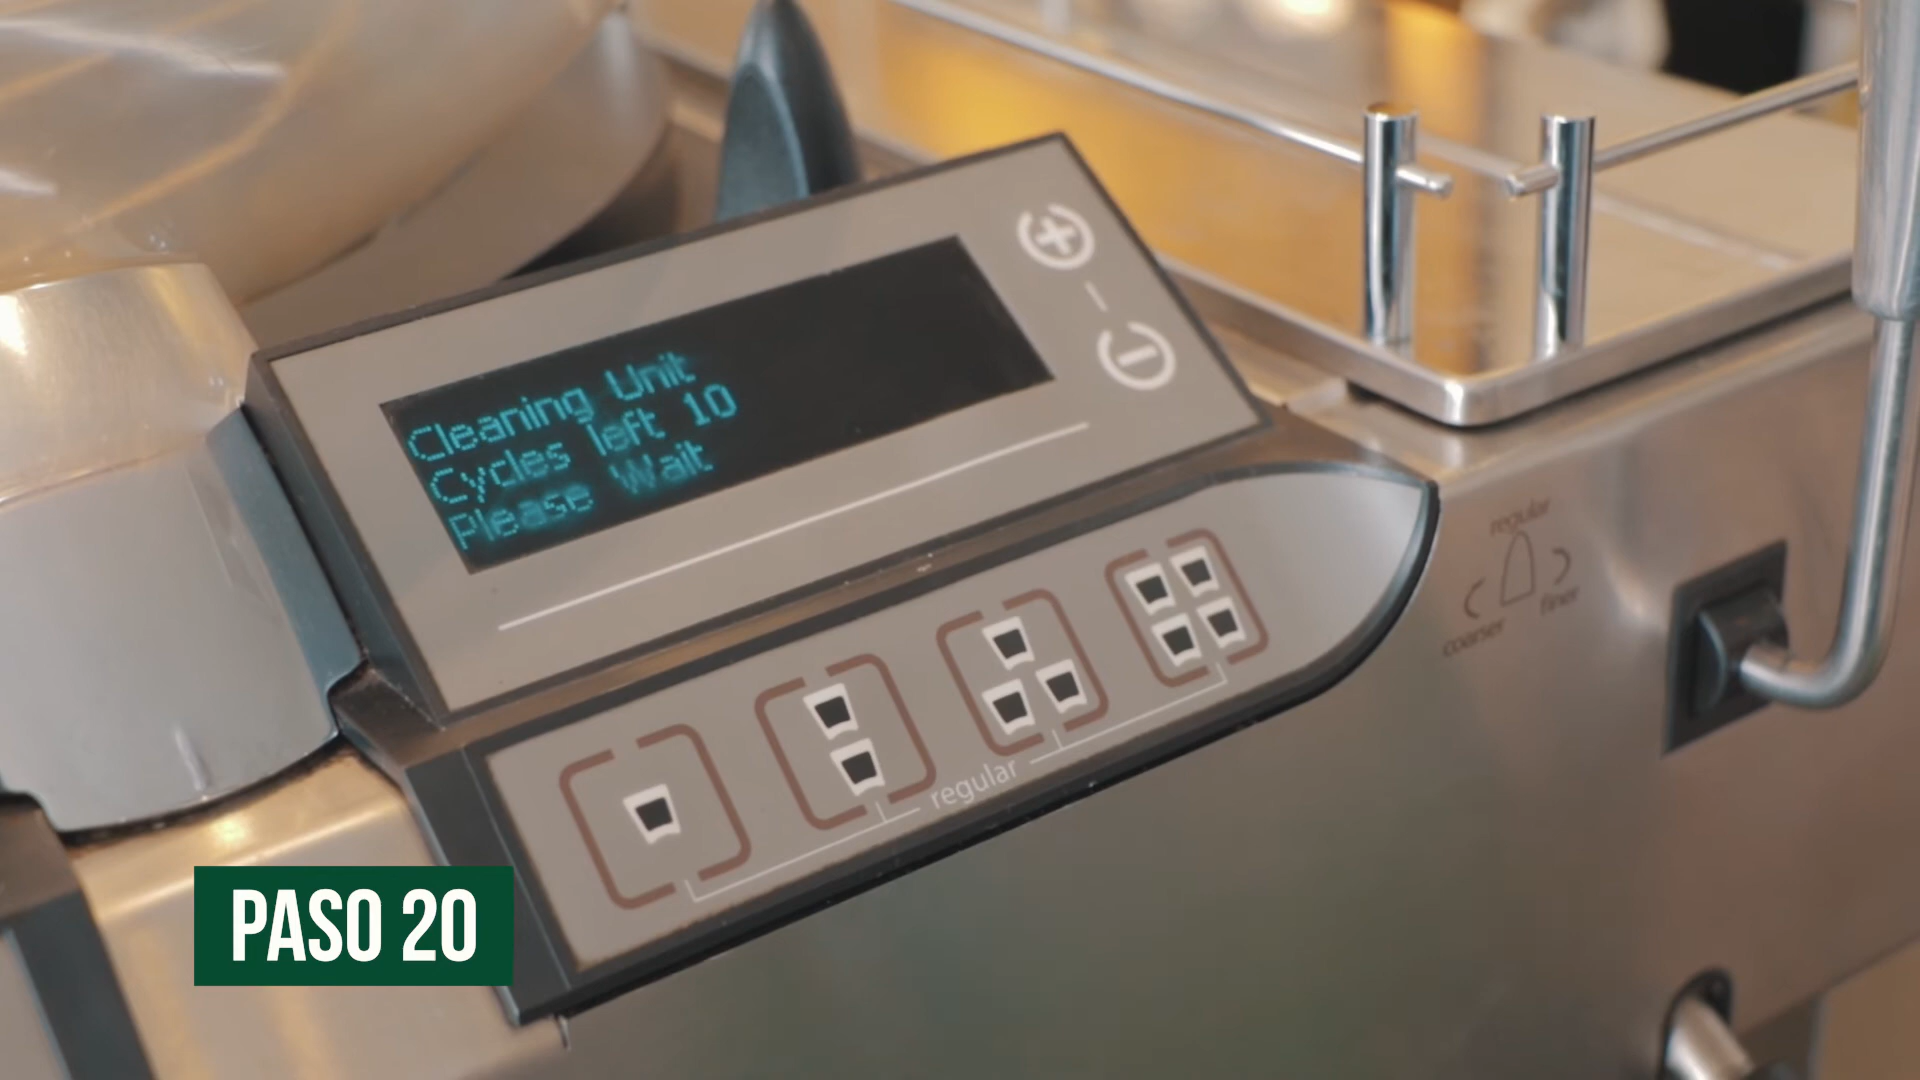 Cleaning Unit
Cycles left 10
Please Wait
regular
regular
coarser
finer
PASO 20